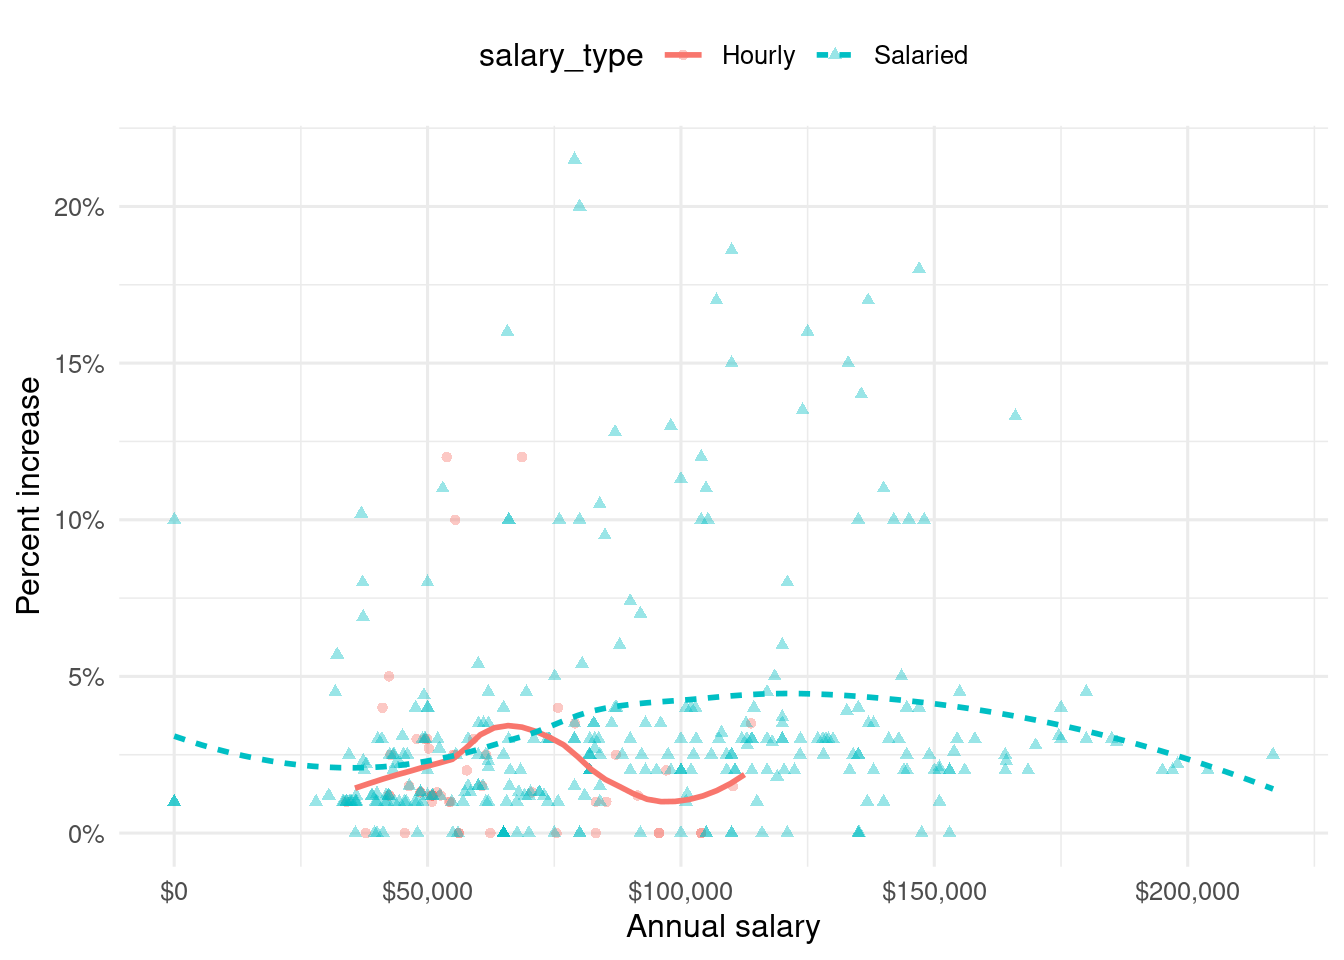 salary_type Hourly Salaried
20%
15%
10%
5%
0%
Percent increase
$0 $50,000 $100,000 $150,000 $200,000
Annual salary